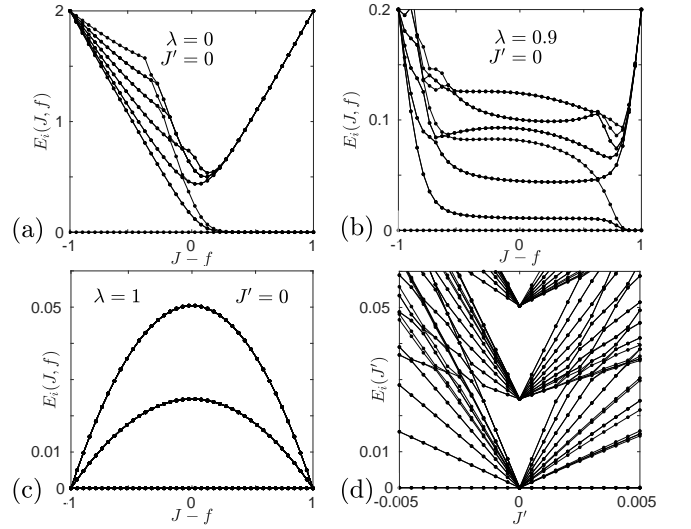 2
1
0
E_i(J, f)
λ = 0
J′ = 0
(a)
-1 0 1
J − f
0.2
0.1
0
E_i(J, f)
λ = 0.9
J′ = 0
(b)
-1 0 1
J − f
0.05
0.01
0
E_i(J, f)
λ = 1 J′ = 0
(c)
-1 0 1
J − f
0.05
0.01
0
E_i(J′)
(d)
-0.005 0 0.005
J′